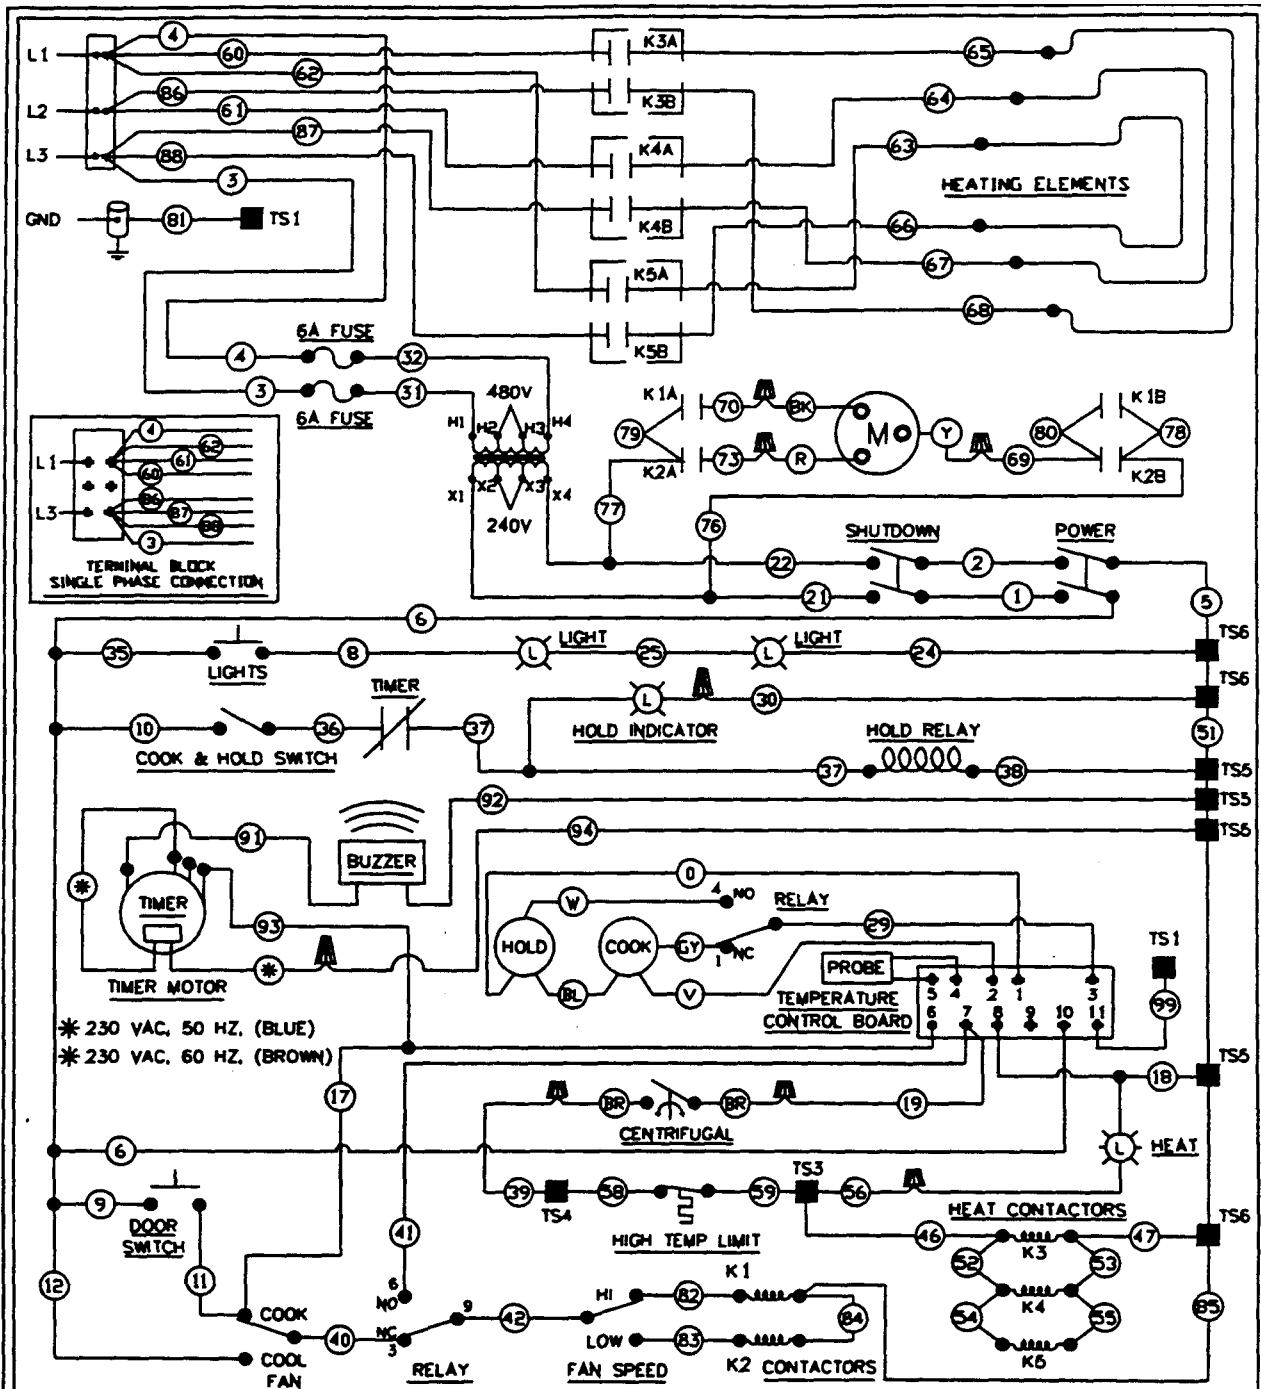 4
L1 60 K3A 65
62
86 K3B 64
L2 61
87 K4A 63
L3 88
3 HEATING ELEMENTS
GND 81 TS1 K4B 66
K5A 67
68
6A FUSE
4 32 K5B
3 31 480V
6A FUSE
H1 H2 H3 H4
K1A 70 BK K1B
79 M Y 80 78
K2A 73 R 69 K2B
X1 X2 X3 X4
240V
77 76
4
62
L1 61
60
86
L3 87
88
3
TERMINAL BLOCK
SINGLE PHASE CONNECTION
SHUTDOWN POWER
22 2
21 1 5
6
TS6
35 8 L LIGHT 25 L LIGHT 24
LIGHTS
TS6
TIMER L 30
10 36 37 HOLD INDICATOR HOLD RELAY 51
COOK & HOLD SWITCH 37 38 TS5
92 TS5
91 94 TS6
BUZZER
O
4 NO RELAY
* TIMER W 29
93 HOLD COOK GY 1 NC TS1
* PROBE
TIMER MOTOR BL V 5 4 2 1 3
TEMPERATURE CONTROL BOARD 99
6 7 8 9 10 11
* 230 VAC, 50 HZ, (BLUE)
* 230 VAC, 60 HZ, (BROWN)
TS5
17 18
BR BR 19
CENTRIFUGAL
6 L HEAT
TS3
9 39 58 59 56
DOOR SWITCH TS4 HEAT CONTACTORS TS6
41 HIGH TEMP LIMIT 46 K3 47
12 11 K1 52 53
6 NO HI 82 K4
COOK 9 42 84 54 55 85
40 NC 3 LOW 83 K5
COOL FAN RELAY FAN SPEED K2 CONTACTORS